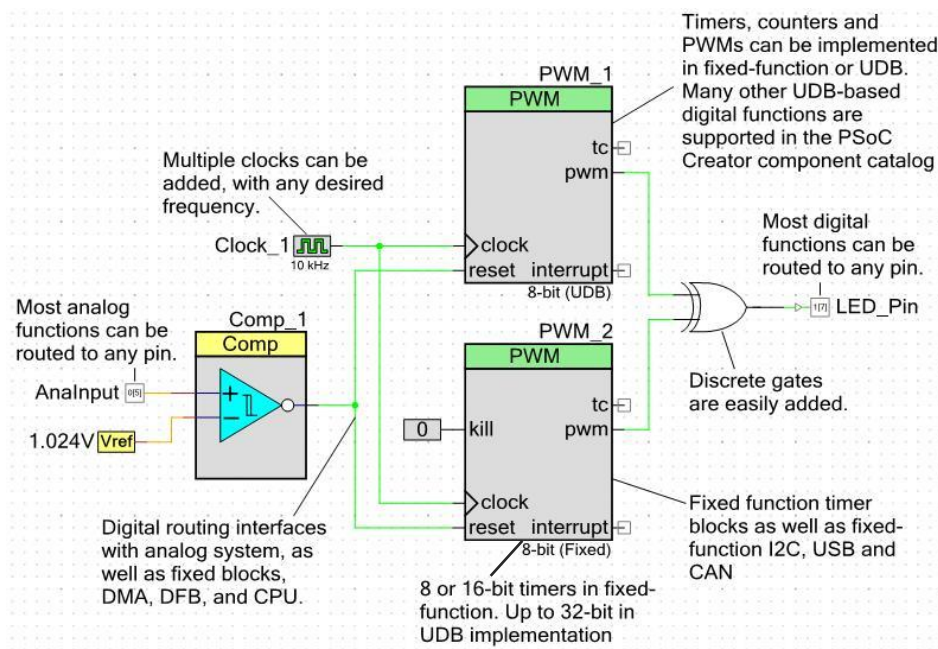 Timers, counters and
PWMs can be implemented
in fixed-function or UDB.
Many other UDB-based
digital functions are
supported in the PSoC
Creator component catalog
PWM_1
PWM
tc
pwm
clock
reset interrupt
8-bit (UDB)
Multiple clocks can be
added, with any desired
frequency.
Clock_1
10 kHz
Most digital
functions can be
routed to any pin.
1[7]
LED_Pin
Most analog
functions can be
routed to any pin.
AnaInput
0[5]
1.024V
Vref
Comp_1
Comp
+
−
PWM_2
PWM
tc
pwm
0
kill
clock
reset interrupt
8-bit (Fixed)
Discrete gates
are easily added.
Digital routing interfaces
with analog system, as
well as fixed blocks,
DMA, DFB, and CPU.
Fixed function timer
blocks as well as fixed-
function I2C, USB and
CAN
8 or 16-bit timers in fixed-
function. Up to 32-bit in
UDB implementation